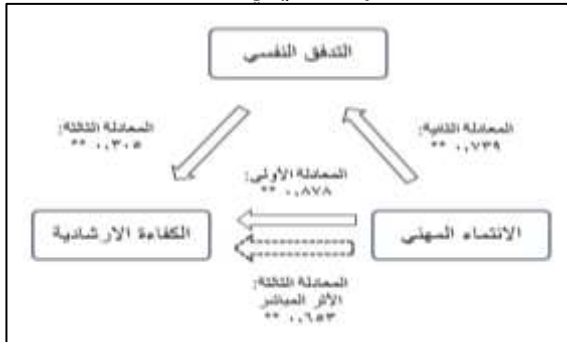 التدفق النفسي
المعادلة الثالثة:
٠,٣٠٥ **
المعادلة الثانية:
٠,٧٣٩ **
المعادلة الأولى:
٠,٨٧٨ **
الكفاءة الارشادية
الانتماء المهني
المعادلة الثالثة:
الأثر المباشر
٠,٦٥٣ **